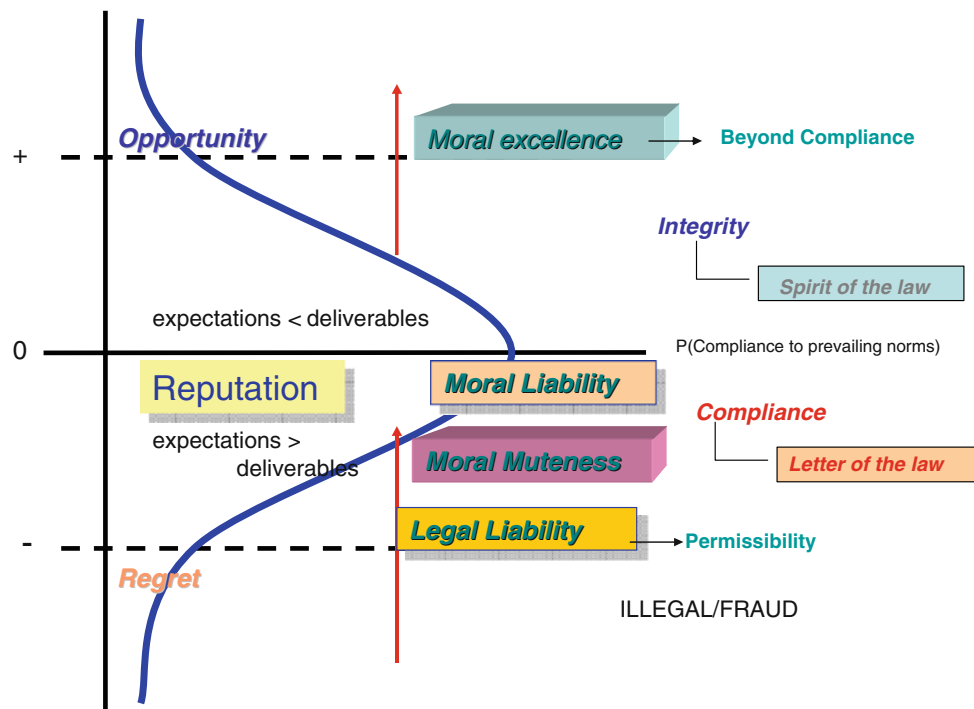 Opportunity
+
Moral excellence
Beyond Compliance
Integrity
Spirit of the law
expectations < deliverables
0
P(Compliance to prevailing norms)
Reputation
Moral Liability
Compliance
expectations >
deliverables
Moral Muteness
Letter of the law
Legal Liability
-
Permissibility
Regret
ILLEGAL/FRAUD